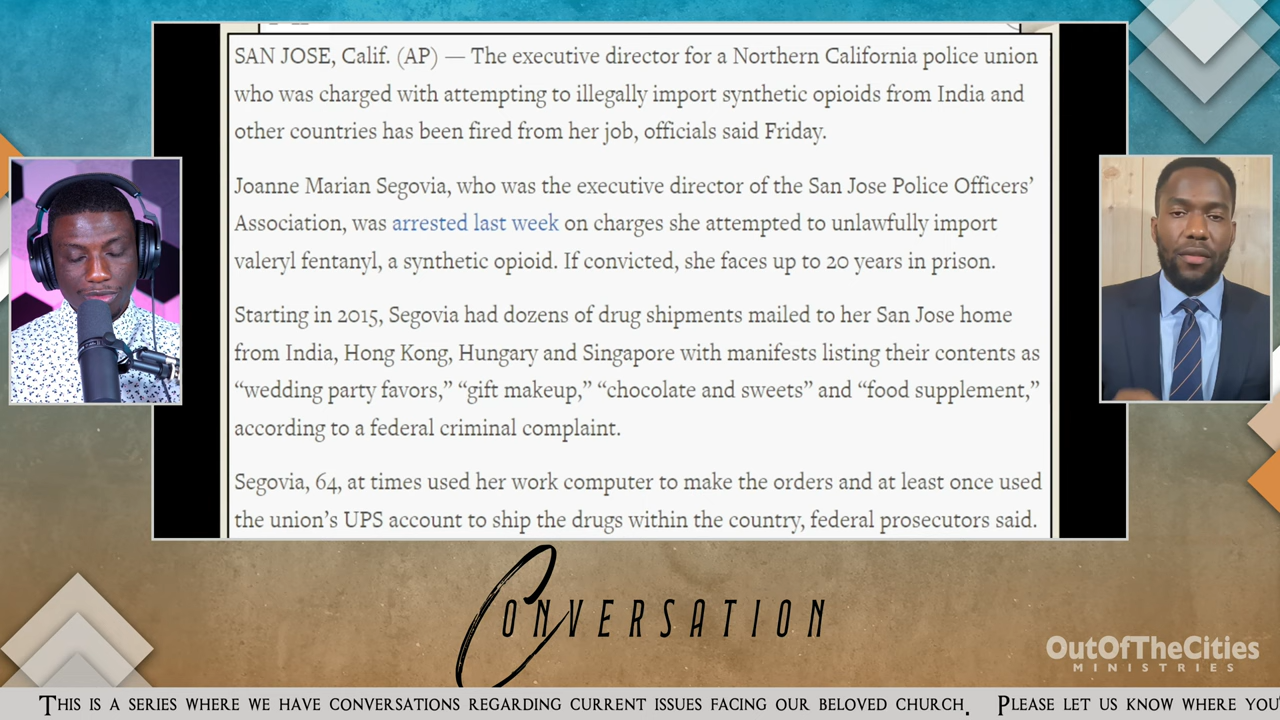 SAN JOSE, Calif. (AP) — The executive director for a Northern California police union
who was charged with attempting to illegally import synthetic opioids from India and
other countries has been fired from her job, officials said Friday.
Joanne Marian Segovia, who was the executive director of the San Jose Police Officers’
Association, was arrested last week on charges she attempted to unlawfully import
valeryl fentanyl, a synthetic opioid. If convicted, she faces up to 20 years in prison.
Starting in 2015, Segovia had dozens of drug shipments mailed to her San Jose home
from India, Hong Kong, Hungary and Singapore with manifests listing their contents as
“wedding party favors,” “gift makeup,” “chocolate and sweets” and “food supplement,”
according to a federal criminal complaint.
Segovia, 64, at times used her work computer to make the orders and at least once used
the union’s UPS account to ship the drugs within the country, federal prosecutors said.
CONVERSATION
OutOfTheCities
MINISTRIES
This is a series where we have conversations regarding current issues facing our beloved church. Please let us know where you